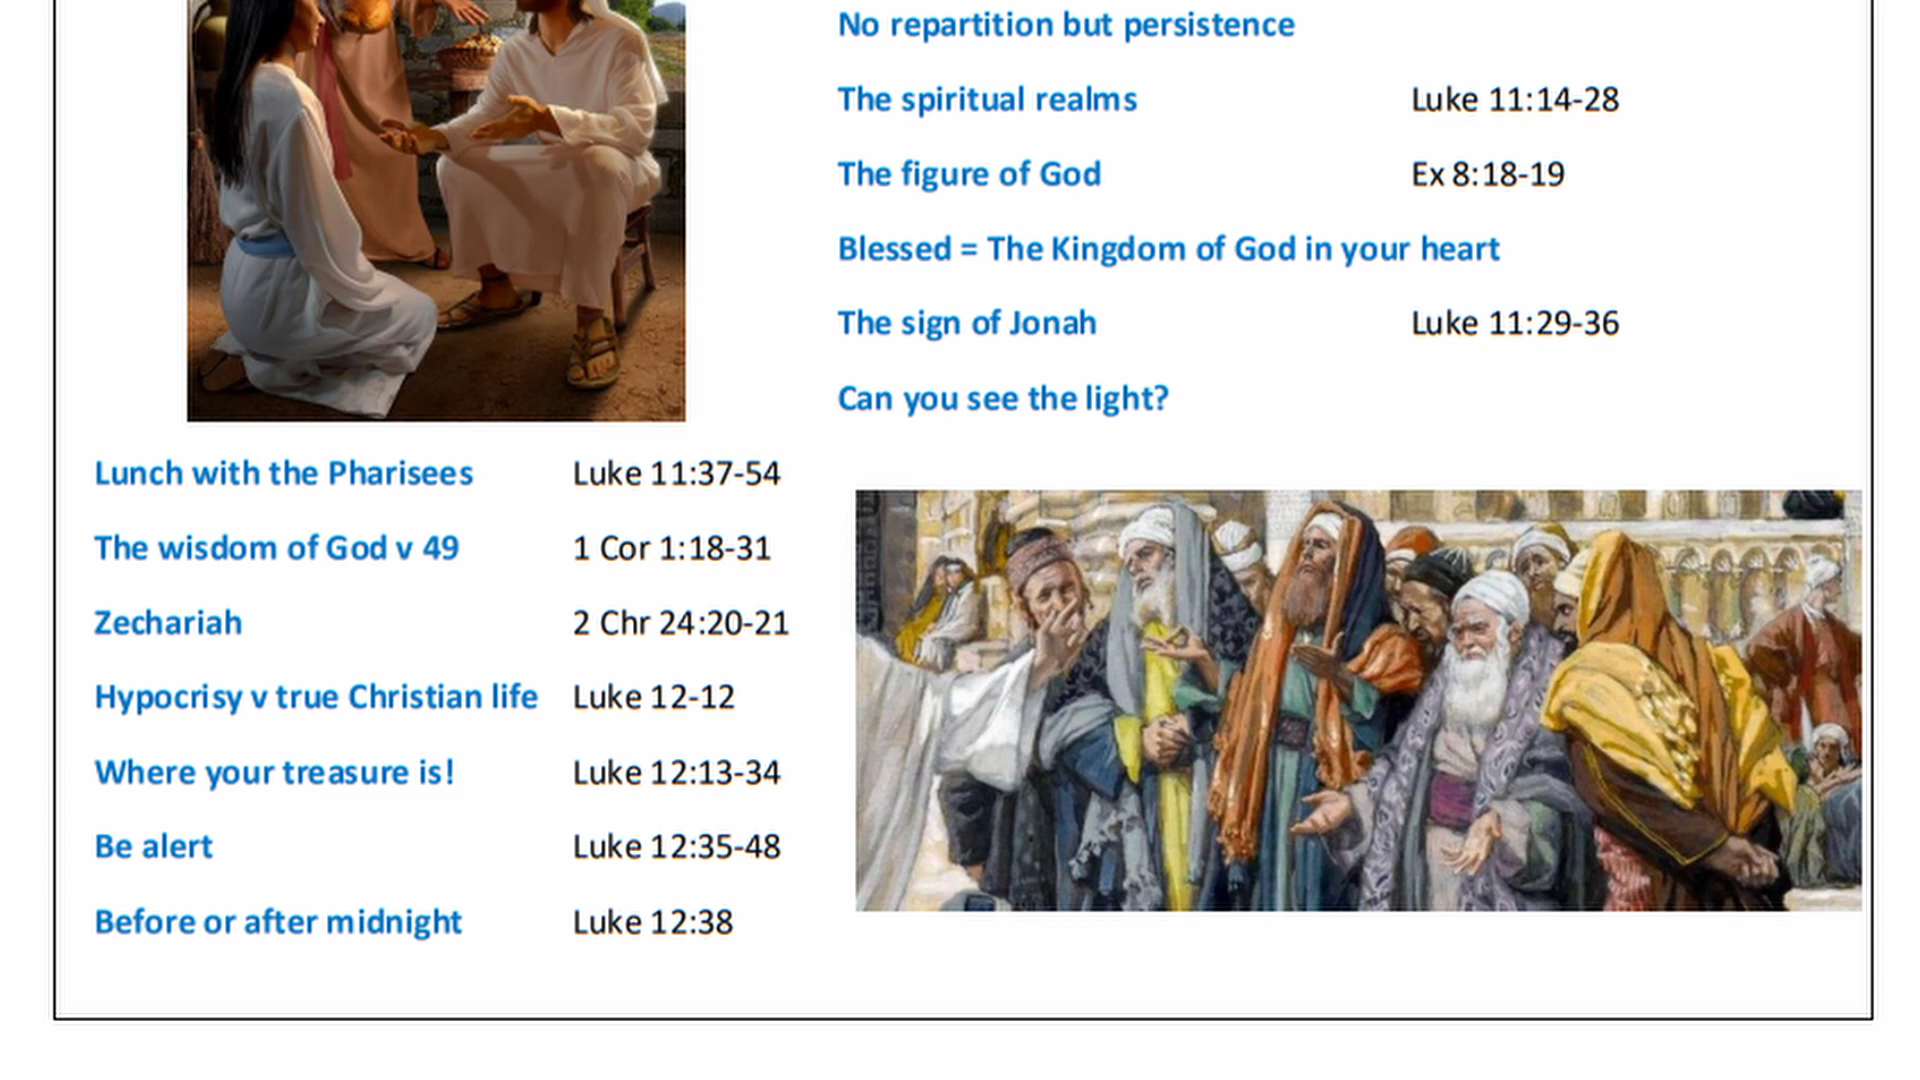 No repartition but persistence
The spiritual realms Luke 11:14-28
The figure of God Ex 8:18-19
Blessed = The Kingdom of God in your heart
The sign of Jonah Luke 11:29-36
Can you see the light?
Lunch with the Pharisees Luke 11:37-54
The wisdom of God v 49 1 Cor 1:18-31
Zechariah 2 Chr 24:20-21
Hypocrisy v true Christian life Luke 12-12
Where your treasure is! Luke 12:13-34
Be alert Luke 12:35-48
Before or after midnight Luke 12:38